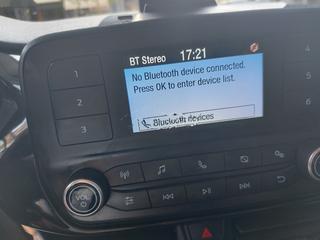 BT Stereo 17:21
No Bluetooth device connected.
Press OK to enter device list.
Bluetooth devices
1
2
3
4
5
6
VOL